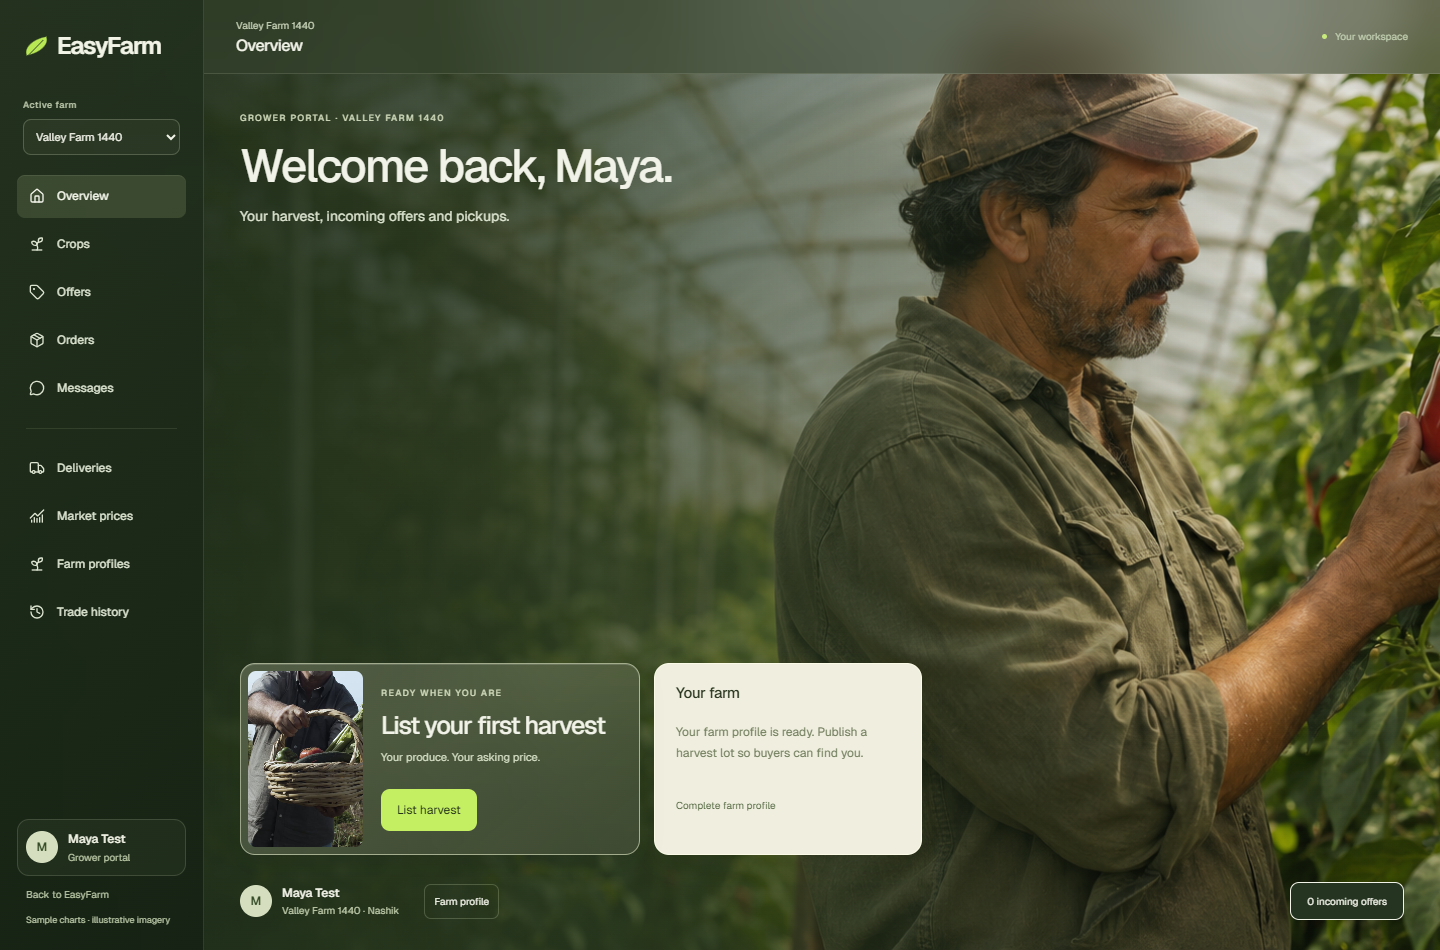 EasyFarm
Active farm
Valley Farm 1440
Overview
Crops
Offers
Orders
Messages
Deliveries
Market prices
Farm profiles
Trade history
M
Maya Test
Grower portal
Back to EasyFarm
Sample charts · illustrative imagery
Valley Farm 1440
Overview
Your workspace
GROWER PORTAL · VALLEY FARM 1440
Welcome back, Maya.
Your harvest, incoming offers and pickups.
READY WHEN YOU ARE
List your first harvest
Your produce. Your asking price.
List harvest
Your farm
Your farm profile is ready. Publish a
harvest lot so buyers can find you.
Complete farm profile
M
Maya Test
Valley Farm 1440 · Nashik
Farm profile
0 incoming offers